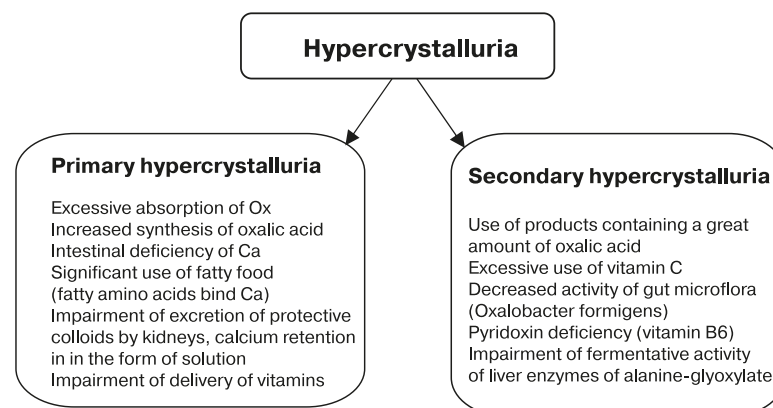 Hypercrystalluria
Primary hypercrystalluria
Excessive absorption of Ox
Increased synthesis of oxalic acid
Intestinal deficiency of Ca
Significant use of fatty food
(fatty amino acids bind Ca)
Impairment of excretion of protective
colloids by kidneys, calcium retention
in in the form of solution
Impairment of delivery of vitamins
Secondary hypercrystalluria
Use of products containing a great
amount of oxalic acid
Excessive use of vitamin C
Decreased activity of gut microflora
(Oxalobacter formigens)
Pyridoxin deficiency (vitamin B6)
Impairment of fermentative activity
of liver enzymes of alanine-glyoxylate